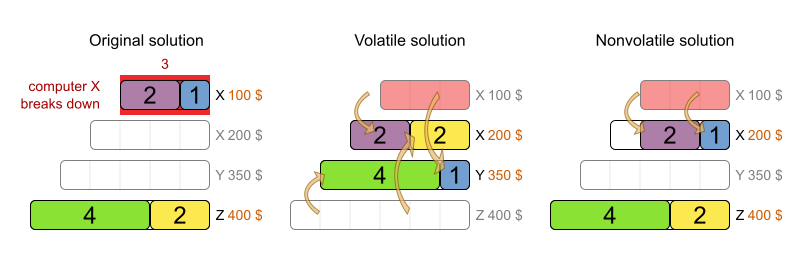 Original solution
Volatile solution
Nonvolatile solution
3
computer X
breaks down
2 1 X 100 $
X 100 $
X 100 $
X 200 $
2 2 X 200 $
2 1 X 200 $
Y 350 $
4 1 Y 350 $
Y 350 $
4 2 Z 400 $
Z 400 $
4 2 Z 400 $